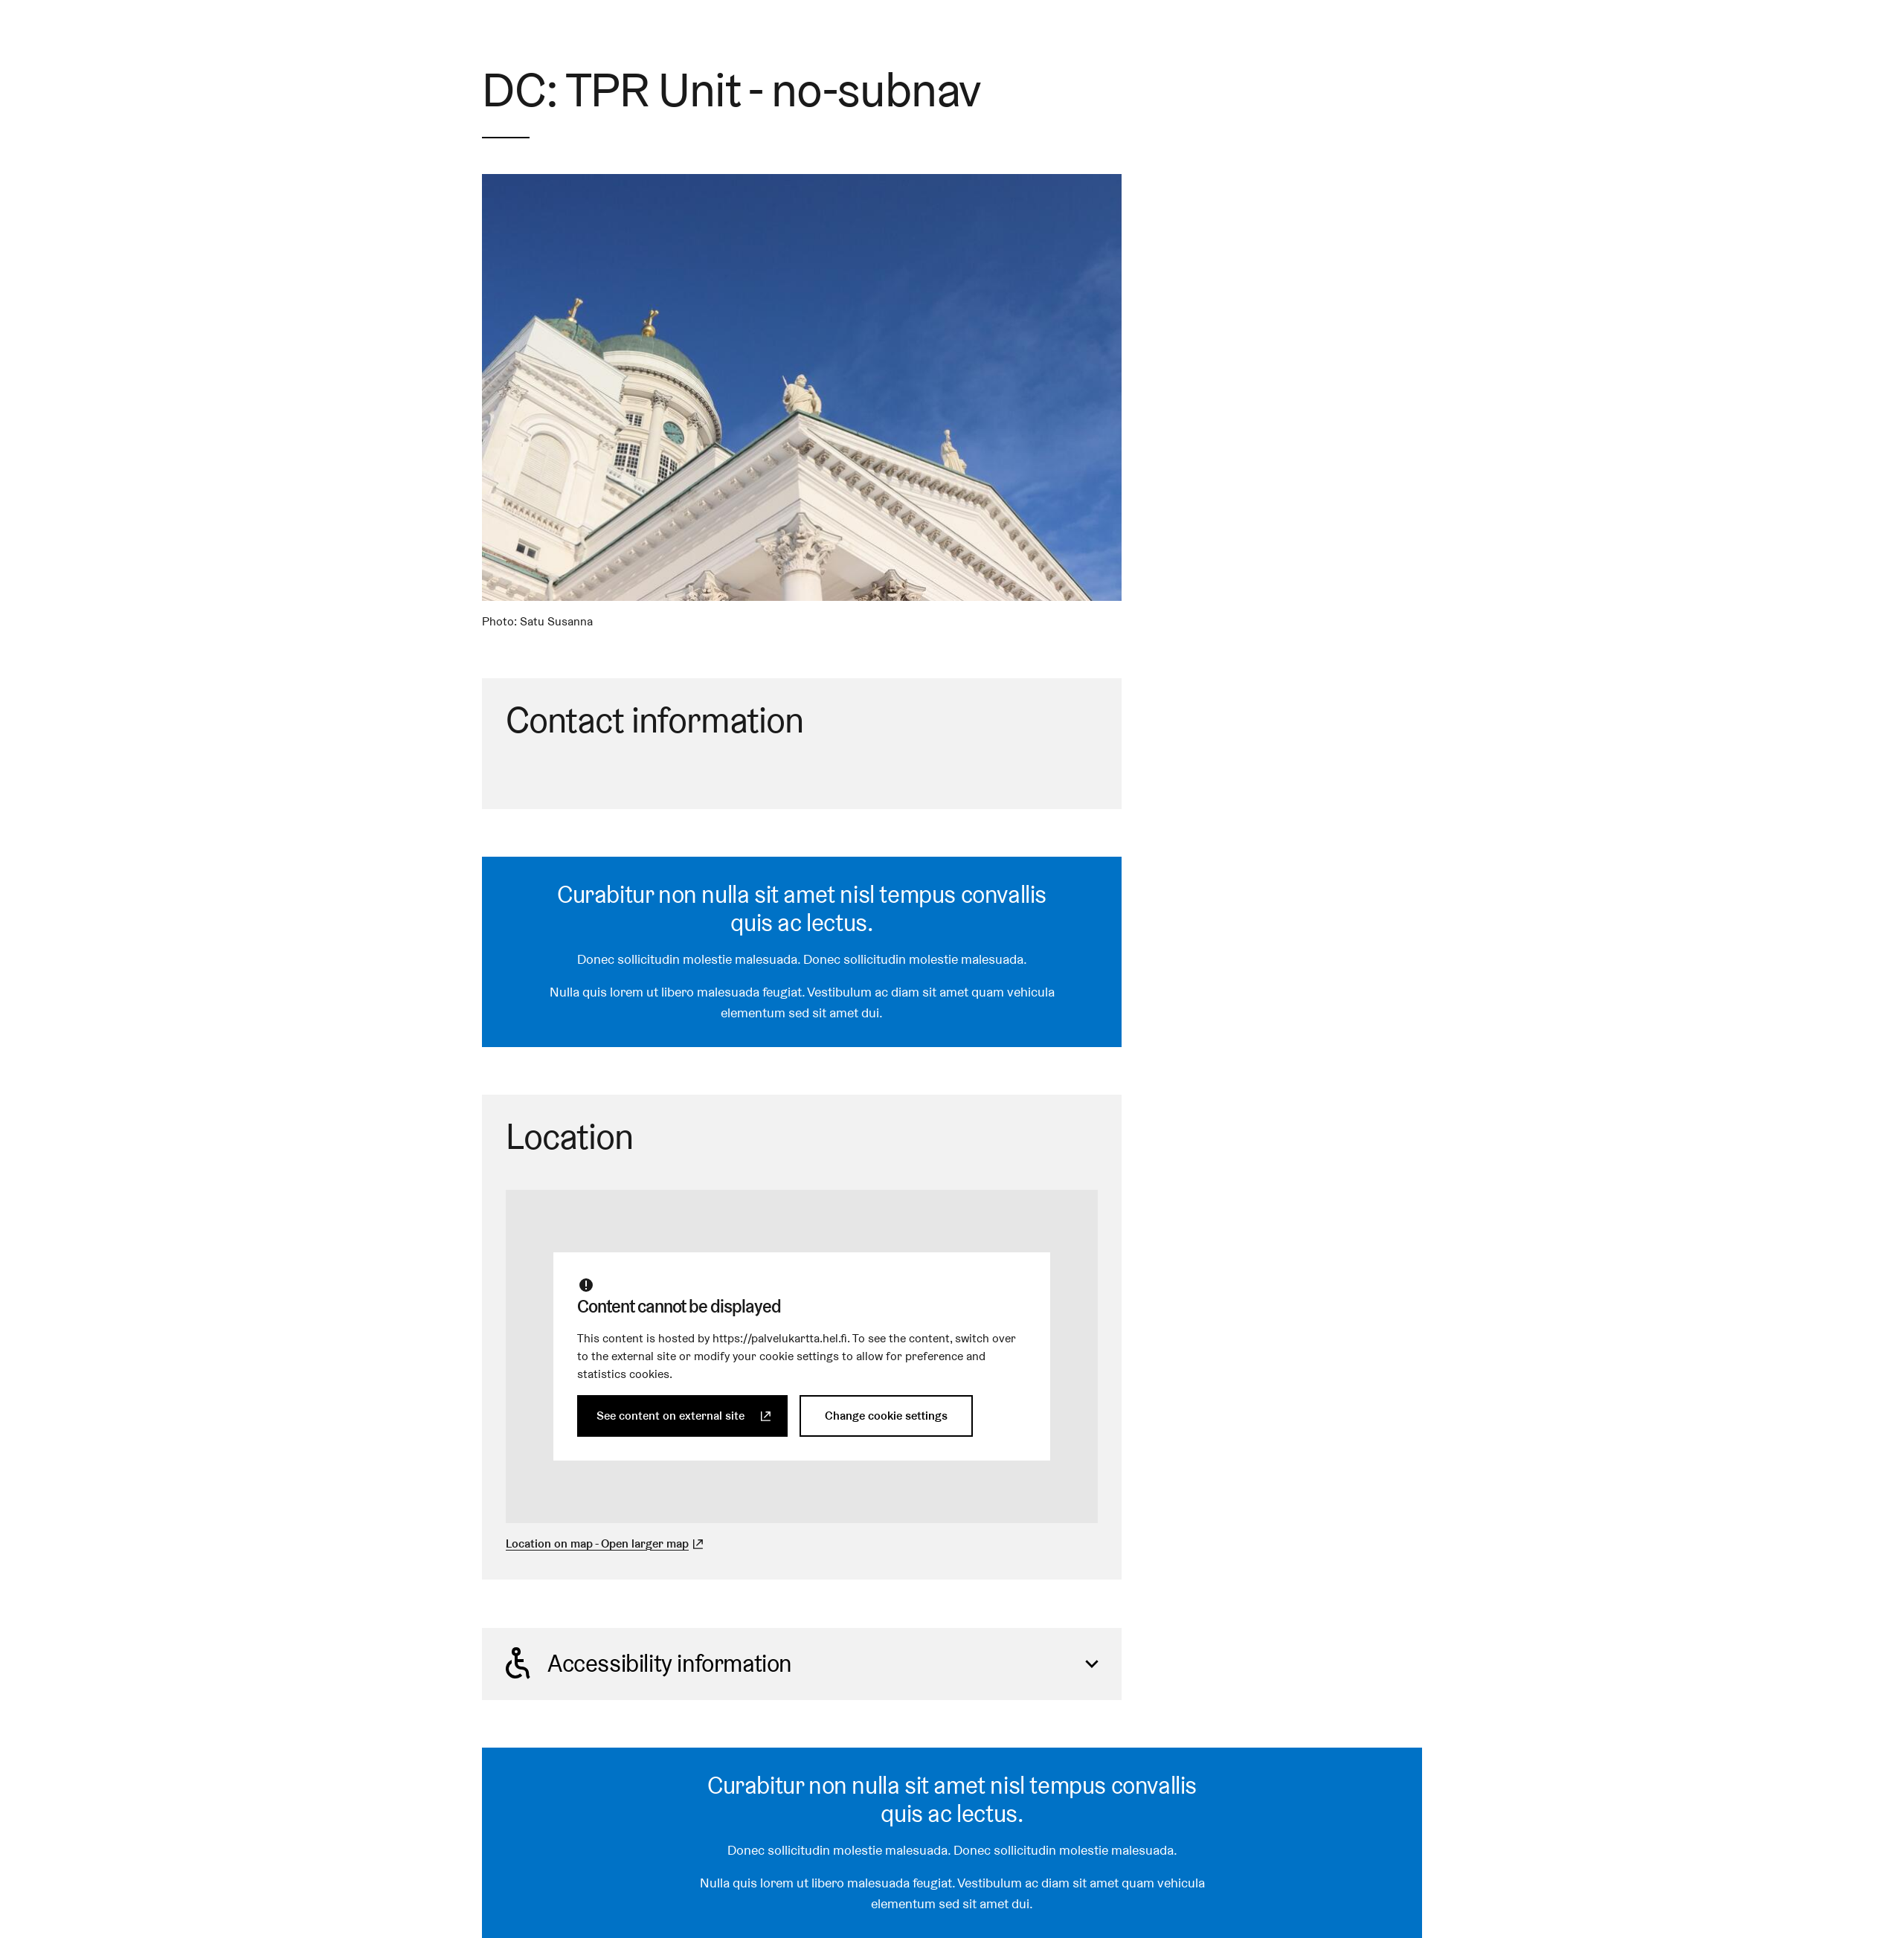 DC: TPR Unit - no-subnav
Photo: Satu Susanna
Contact information
Curabitur non nulla sit amet nisl tempus convallis
quis ac lectus.
Donec sollicitudin molestie malesuada. Donec sollicitudin molestie malesuada.
Nulla quis lorem ut libero malesuada feugiat. Vestibulum ac diam sit amet quam vehicula
elementum sed sit amet dui.
Location
Content cannot be displayed
This content is hosted by https://palvelukartta.hel.fi. To see the content, switch over
to the external site or modify your cookie settings to allow for preference and
statistics cookies.
See content on external site
Change cookie settings
Location on map - Open larger map
Accessibility information
Curabitur non nulla sit amet nisl tempus convallis
quis ac lectus.
Donec sollicitudin molestie malesuada. Donec sollicitudin molestie malesuada.
Nulla quis lorem ut libero malesuada feugiat. Vestibulum ac diam sit amet quam vehicula
elementum sed sit amet dui.